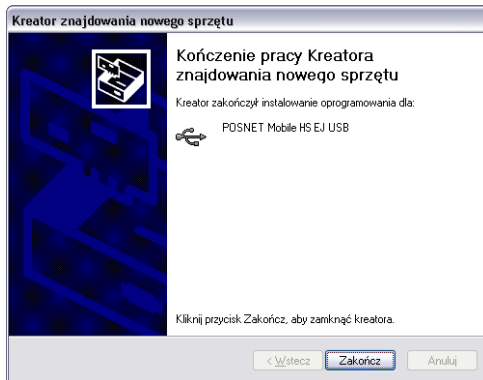 Kreator znajdowania nowego sprzętu
Kończenie pracy Kreatora
znajdowania nowego sprzętu
Kreator zakończył instalowanie oprogramowania dla:
POSNET Mobile HS EJ USB
Kliknij przycisk Zakończ, aby zamknąć kreatora.
< Wstecz Zakończ Anuluj